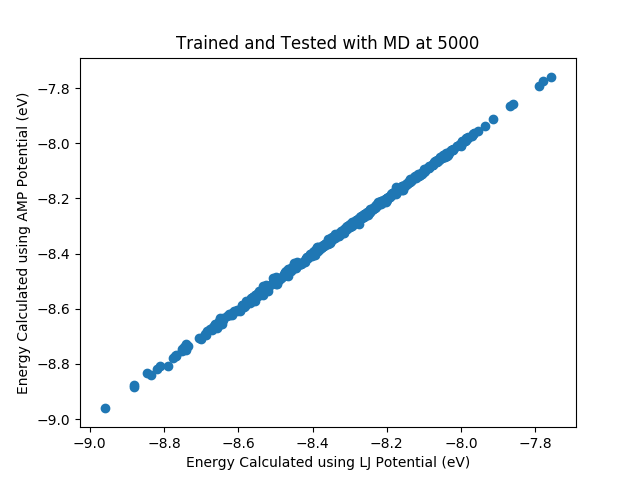 Trained and Tested with MD at 5000
Energy Calculated using AMP Potential (eV)
−7.8
−8.0
−8.2
−8.4
−8.6
−8.8
−9.0
−9.0 −8.8 −8.6 −8.4 −8.2 −8.0 −7.8
Energy Calculated using LJ Potential (eV)